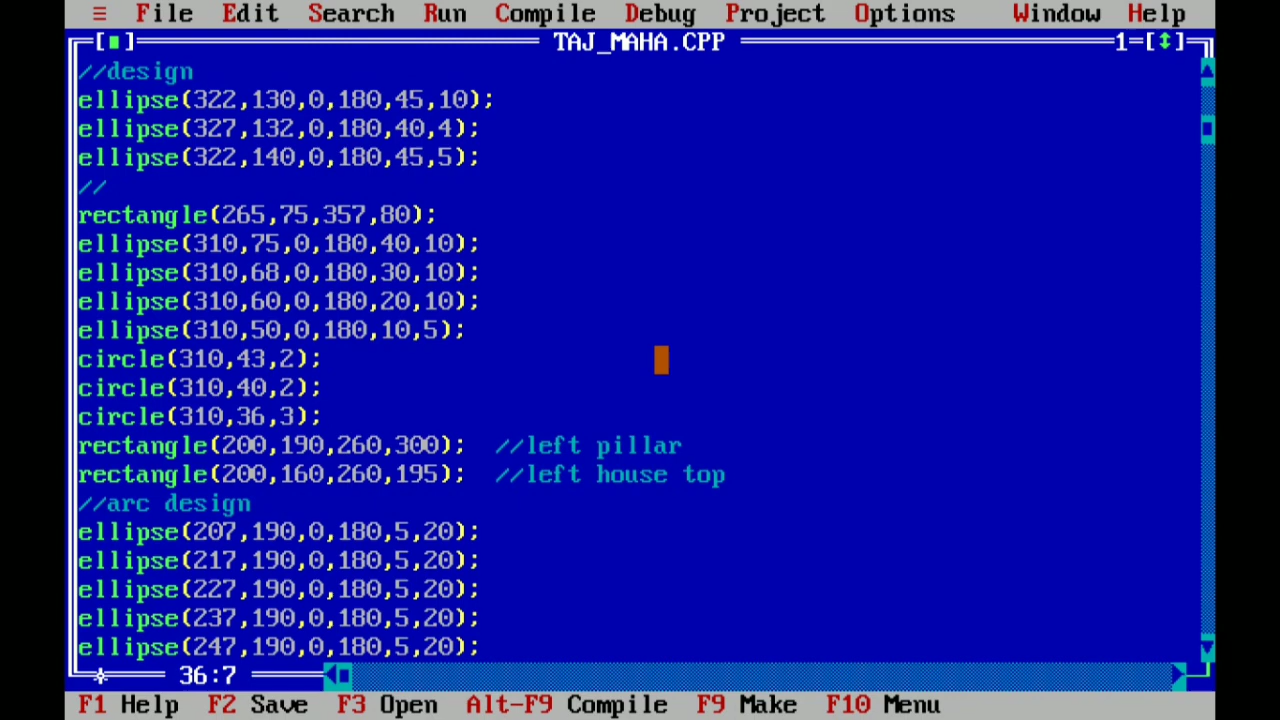 ≡ File Edit Search Run Compile Debug Project Options Window Help
[■] TAJ_MAHA.CPP 1=[↕]
//design
ellipse(322,130,0,180,45,10);
ellipse(327,132,0,180,40,4);
ellipse(322,140,0,180,45,5);
//
rectangle(265,75,357,80);
ellipse(310,75,0,180,40,10);
ellipse(310,68,0,180,30,10);
ellipse(310,60,0,180,20,10);
ellipse(310,50,0,180,10,5);
circle(310,43,2);
circle(310,40,2);
circle(310,36,3);
rectangle(200,190,260,300);  //left pillar
rectangle(200,160,260,195);  //left house top
//arc design
ellipse(207,190,0,180,5,20);
ellipse(217,190,0,180,5,20);
ellipse(227,190,0,180,5,20);
ellipse(237,190,0,180,5,20);
ellipse(247,190,0,180,5,20);
36:7
F1 Help F2 Save F3 Open Alt-F9 Compile F9 Make F10 Menu